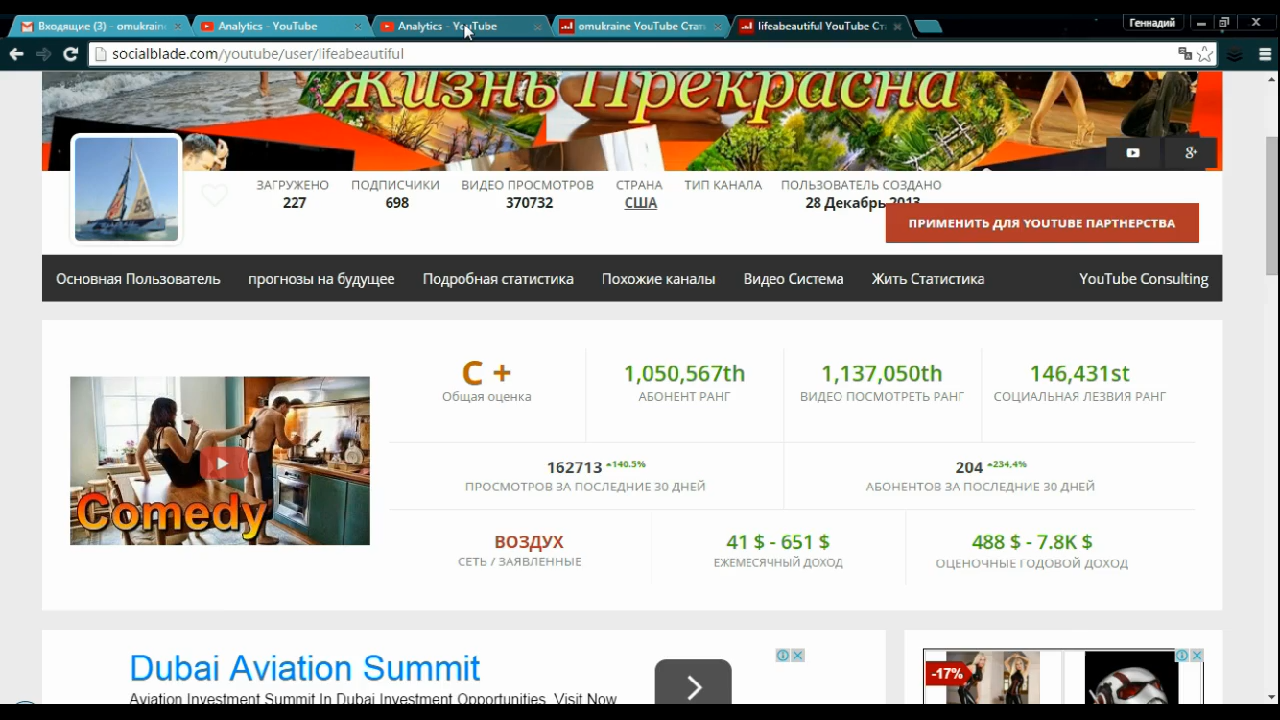 Входящие (3) - omukraine
Analytics - YouTube
Analytics - YouTube
omukraine YouTube Стат
lifeabeautiful YouTube Ст
Геннадий
socialblade.com/youtube/user/lifeabeautiful
Жизнь Прекрасна
ЗАГРУЖЕНО
227
ПОДПИСЧИКИ
698
ВИДЕО ПРОСМОТРОВ
370732
СТРАНА
США
ТИП КАНАЛА
ПОЛЬЗОВАТЕЛЬ СОЗДАНО
28 Декабрь 2013
ПРИМЕНИТЬ ДЛЯ YOUTUBE ПАРТНЕРСТВА
Основная Пользователь
прогнозы на будущее
Подробная статистика
Похожие каналы
Видео Система
Жить Статистика
YouTube Consulting
Comedy
C +
Общая оценка
1,050,567th
АБОНЕНТ РАНГ
1,137,050th
ВИДЕО ПОСМОТРЕТЬ РАНГ
146,431st
СОЦИАЛЬНАЯ ЛЕЗВИЯ РАНГ
162713 +140.5%
ПРОСМОТРОВ ЗА ПОСЛЕДНИЕ 30 ДНЕЙ
204 +234.4%
АБОНЕНТОВ ЗА ПОСЛЕДНИЕ 30 ДНЕЙ
ВОЗДУХ
СЕТЬ / ЗАЯВЛЕННЫЕ
41 $ - 651 $
ЕЖЕМЕСЯЧНЫЙ ДОХОД
488 $ - 7.8K $
ОЦЕНОЧНЫЕ ГОДОВОЙ ДОХОД
Dubai Aviation Summit
Aviation Investment Summit In Dubai Investment Opportunities. Visit Now
-17%